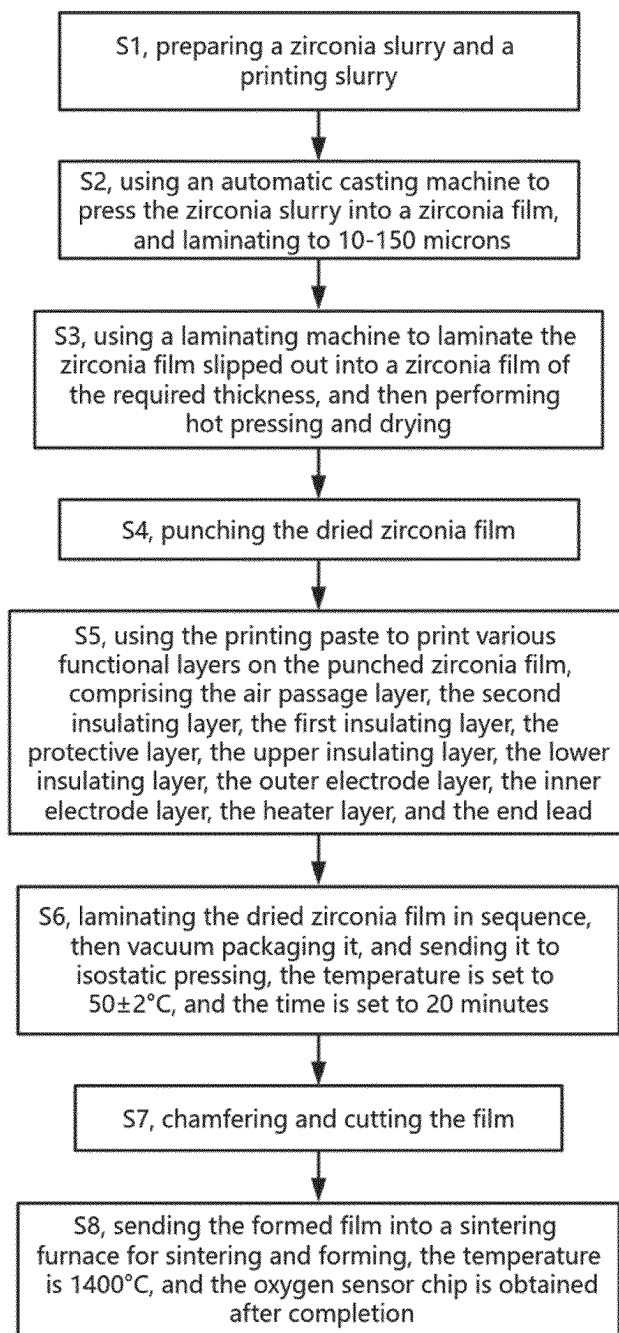 S1, preparing a zirconia slurry and a
printing slurry
S2, using an automatic casting machine to
press the zirconia slurry into a zirconia film,
and laminating to 10-150 microns
S3, using a laminating machine to laminate the
zirconia film slipped out into a zirconia film of
the required thickness, and then performing
hot pressing and drying
S4, punching the dried zirconia film
S5, using the printing paste to print various
functional layers on the punched zirconia film,
comprising the air passage layer, the second
insulating layer, the first insulating layer, the
protective layer, the upper insulating layer, the lower
insulating layer, the outer electrode layer, the inner
electrode layer, the heater layer, and the end lead
S6, laminating the dried zirconia film in sequence,
then vacuum packaging it, and sending it to
isostatic pressing, the temperature is set to
50±2°C, and the time is set to 20 minutes
S7, chamfering and cutting the film
S8, sending the formed film into a sintering
furnace for sintering and forming, the temperature
is 1400°C, and the oxygen sensor chip is obtained
after completion